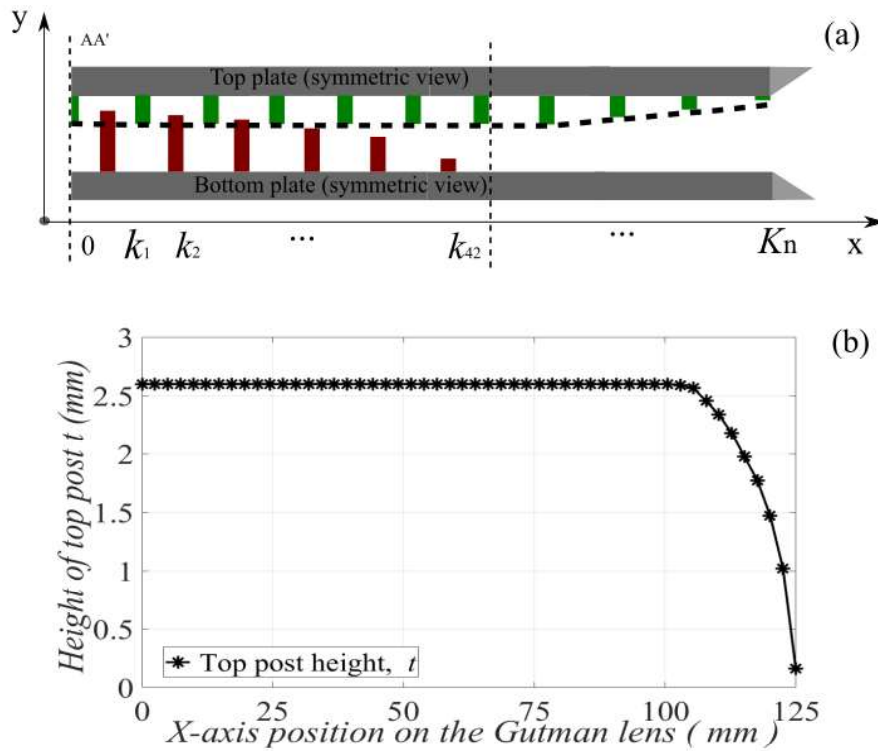 y
(a)
AA'
Top plate (symmetric view)
Bottom plate (symmetric view)
0 k1 k2 ... k42 ... Kn x
(b)
Height of top post t (mm)
3
2.5
2
1.5
1
0.5
0
Top post height, t
0 25 50 75 100 125
X-axis position on the Gutman lens ( mm )